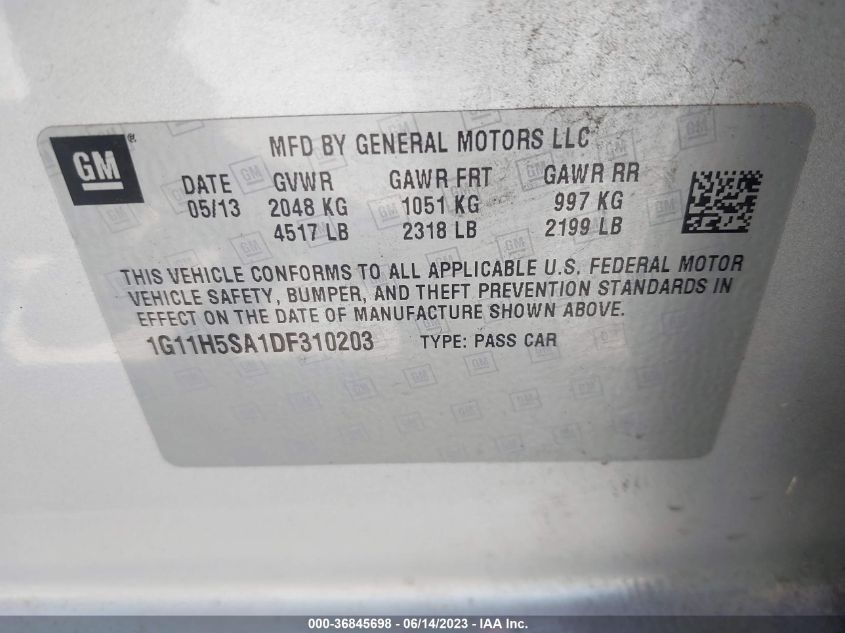 GM®
MFD BY GENERAL MOTORS LLC
DATE GVWR GAWR FRT GAWR RR
05/13 2048 KG 1051 KG 997 KG
4517 LB 2318 LB 2199 LB
THIS VEHICLE CONFORMS TO ALL APPLICABLE U.S. FEDERAL MOTOR
VEHICLE SAFETY, BUMPER, AND THEFT PREVENTION STANDARDS IN
EFFECT ON THE DATE OF MANUFACTURE SHOWN ABOVE.
1G11H5SA1DF310203 TYPE: PASS CAR
000-36845698 - 06/14/2023 - IAA Inc.